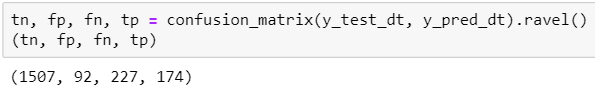 tn, fp, fn, tp = confusion_matrix(y_test_dt, y_pred_dt).ravel()
(tn, fp, fn, tp)
(1507, 92, 227, 174)